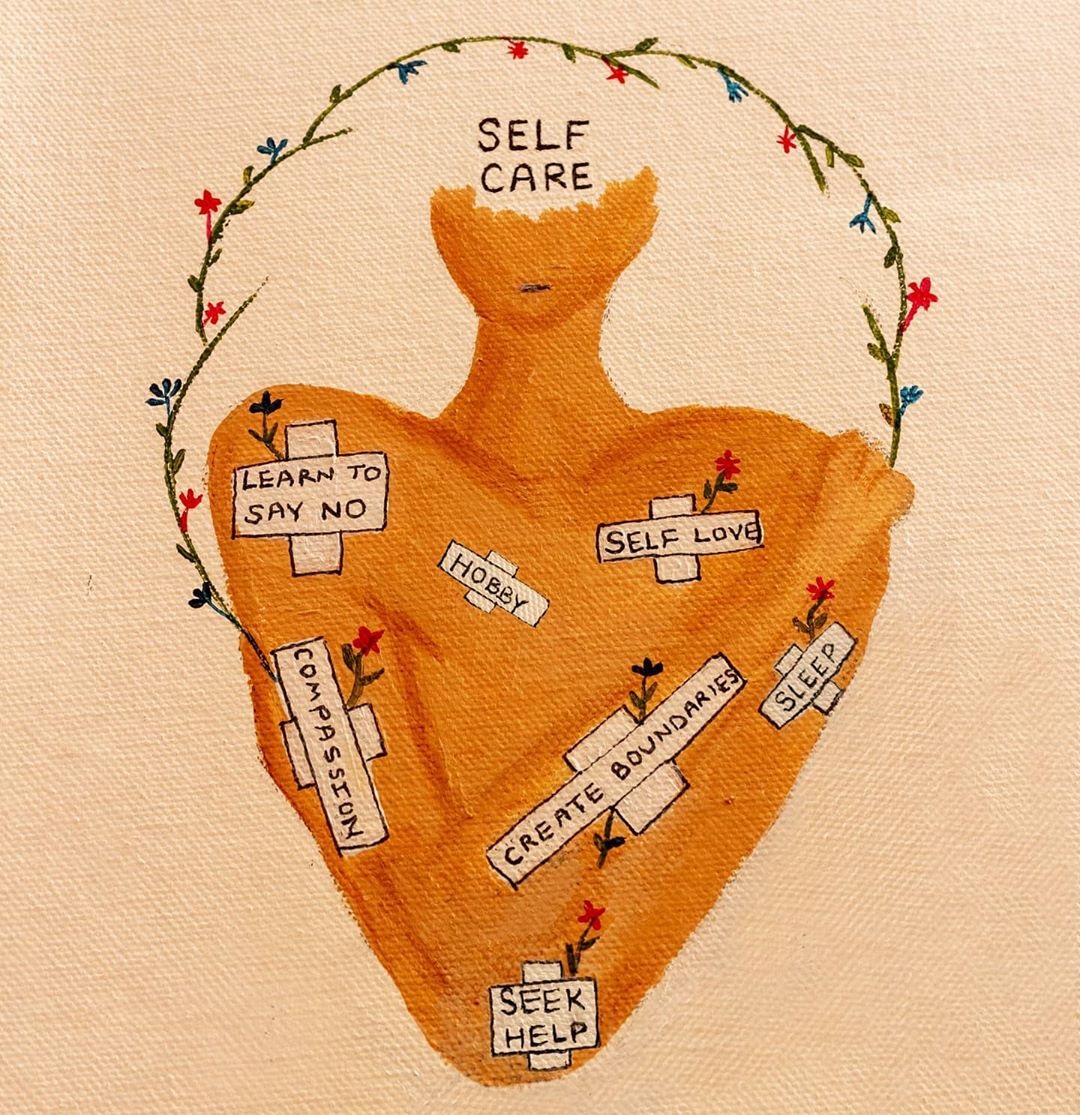 SELF
CARE
LEARN TO
SAY NO
HOBBY
SELF LOVE
COMPASSION
CREATE BOUNDARIES
SLEEP
SEEK
HELP